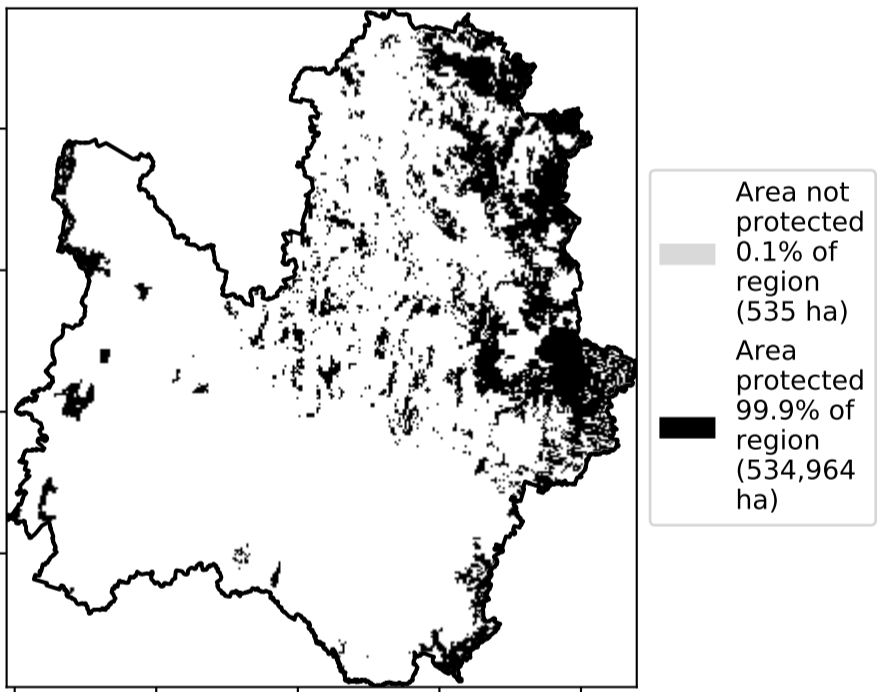 Area not
protected
0.1% of
region
(535 ha)
Area
protected
99.9% of
region
(534,964
ha)